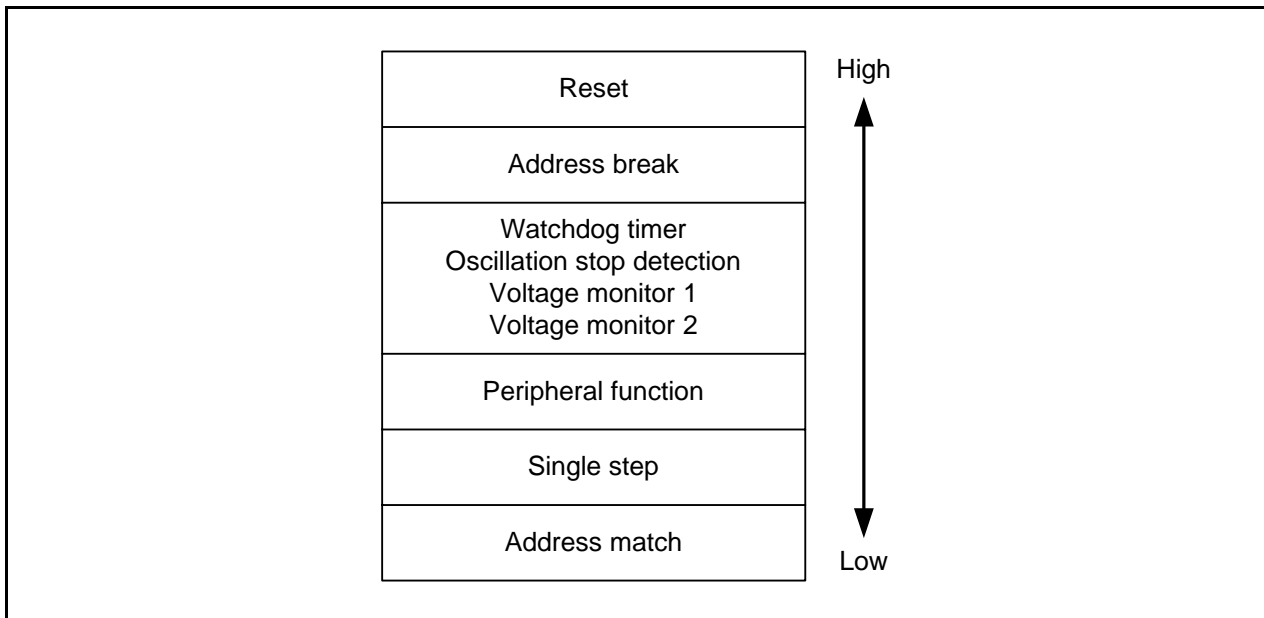 Reset
High
Address break
Watchdog timer
Oscillation stop detection
Voltage monitor 1
Voltage monitor 2
Peripheral function
Single step
Address match
Low